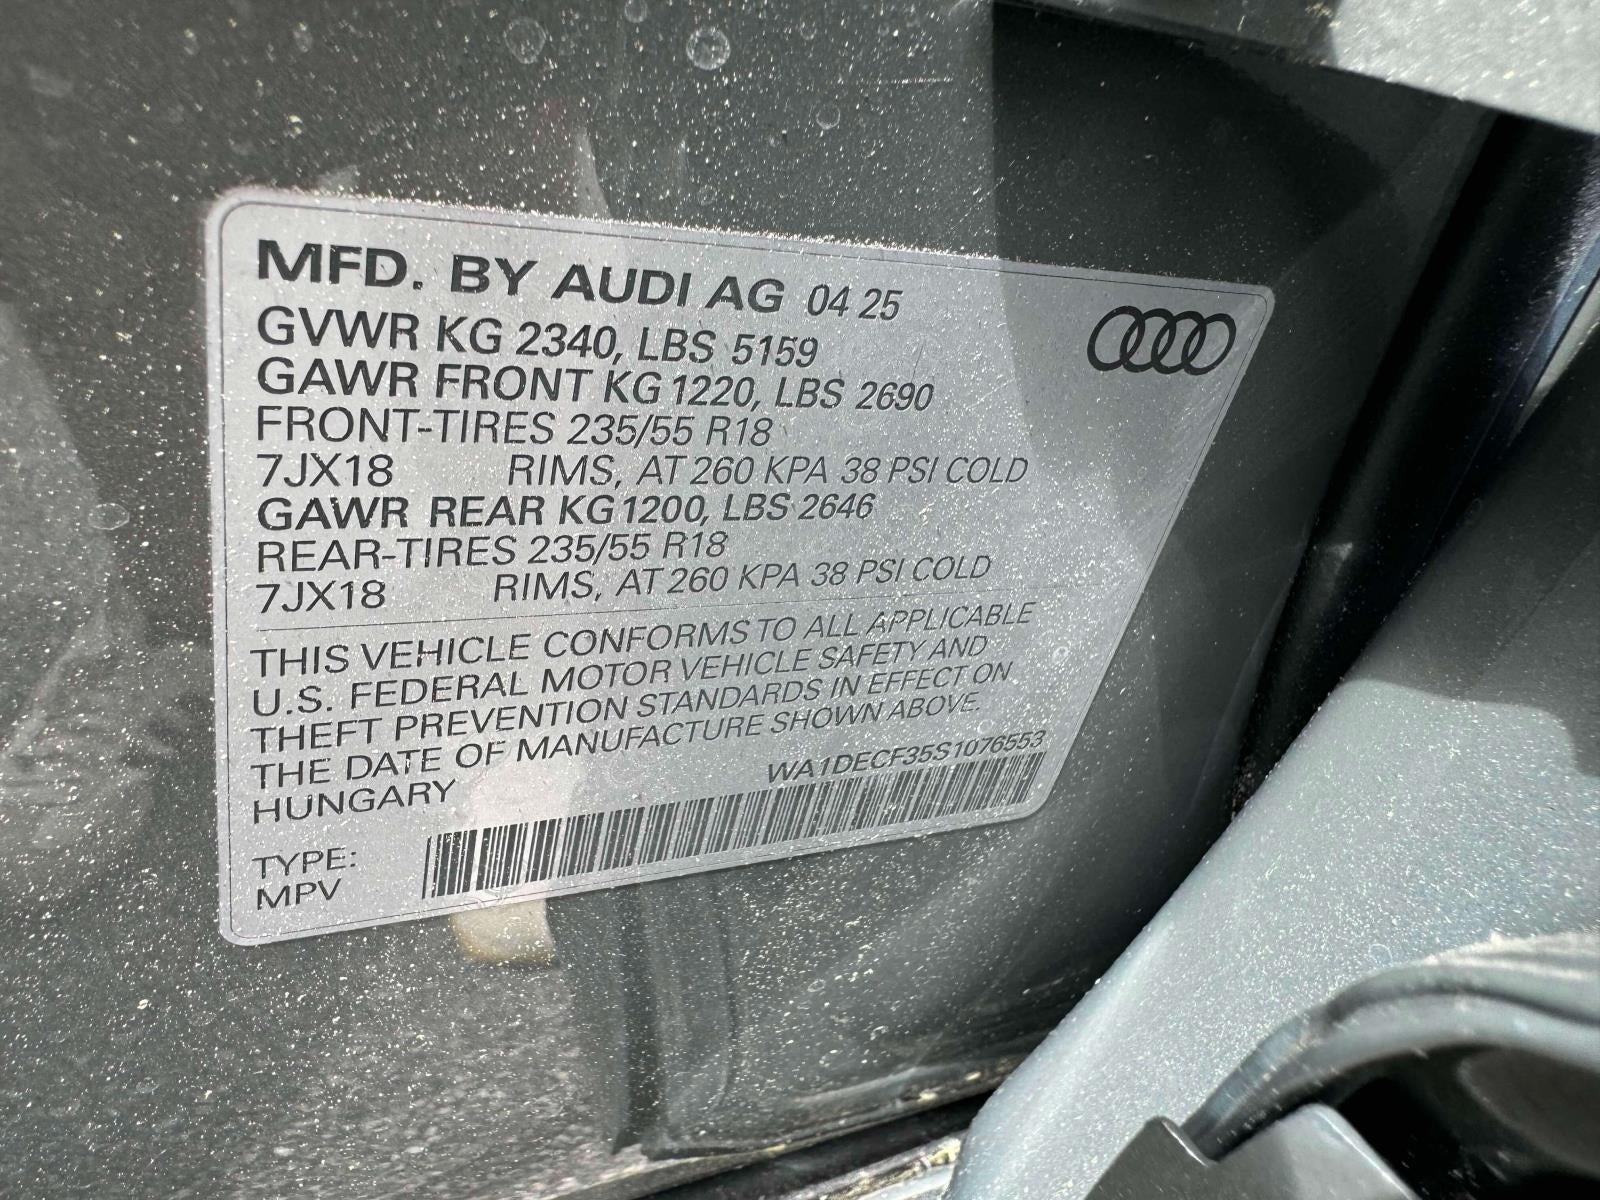 MFD. BY AUDI AG 04 25
GVWR KG 2340, LBS 5159
GAWR FRONT KG 1220, LBS 2690
FRONT-TIRES 235/55 R18
7JX18 RIMS, AT 260 KPA 38 PSI COLD
GAWR REAR KG 1200, LBS 2646
REAR-TIRES 235/55 R18
7JX18 RIMS, AT 260 KPA 38 PSI COLD
THIS VEHICLE CONFORMS TO ALL APPLICABLE
U.S. FEDERAL MOTOR VEHICLE SAFETY AND
THEFT PREVENTION STANDARDS IN EFFECT ON
THE DATE OF MANUFACTURE SHOWN ABOVE.
HUNGARY
WA1DECF35S1076553
TYPE:
MPV